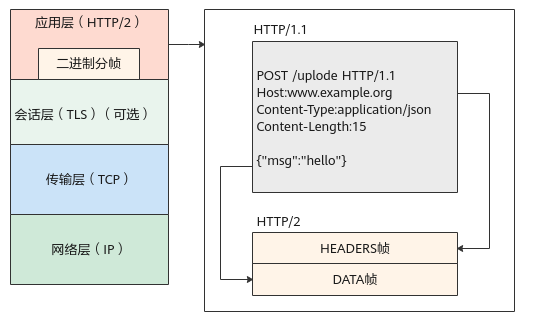 应用层（HTTP/2）
二进制分帧
会话层（TLS）（可选）
传输层（TCP）
网络层（IP）
HTTP/1.1
POST /uplode HTTP/1.1
Host:www.example.org
Content-Type:application/json
Content-Length:15
{"msg":"hello"}
HTTP/2
HEADERS帧
DATA帧